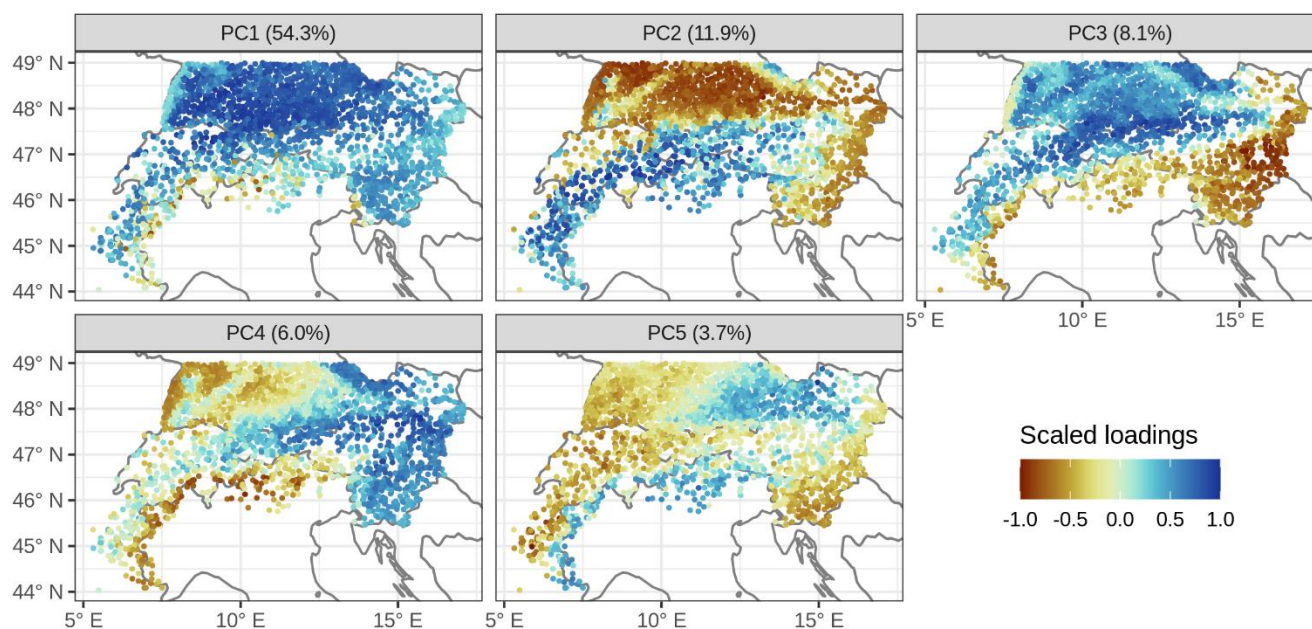 PC1 (54.3%)
PC2 (11.9%)
PC3 (8.1%)
49° N
48° N
47° N
46° N
45° N
44° N
5° E
10° E
15° E
PC4 (6.0%)
PC5 (3.7%)
49° N
48° N
47° N
46° N
45° N
44° N
Scaled loadings
-1.0 -0.5 0.0 0.5 1.0
5° E
10° E
15° E
5° E
10° E
15° E